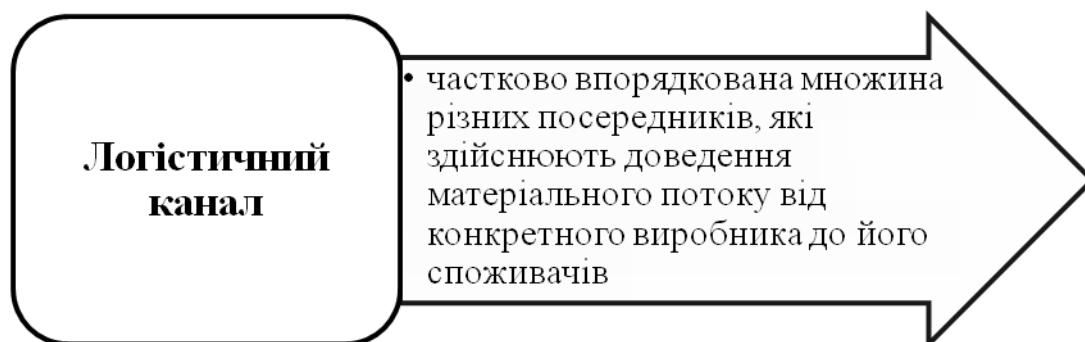 Логістичний
канал
• частково впорядкована множина
різних посередників, які
здійснюють доведення
матеріального потоку від
конкретного виробника до його
споживачів